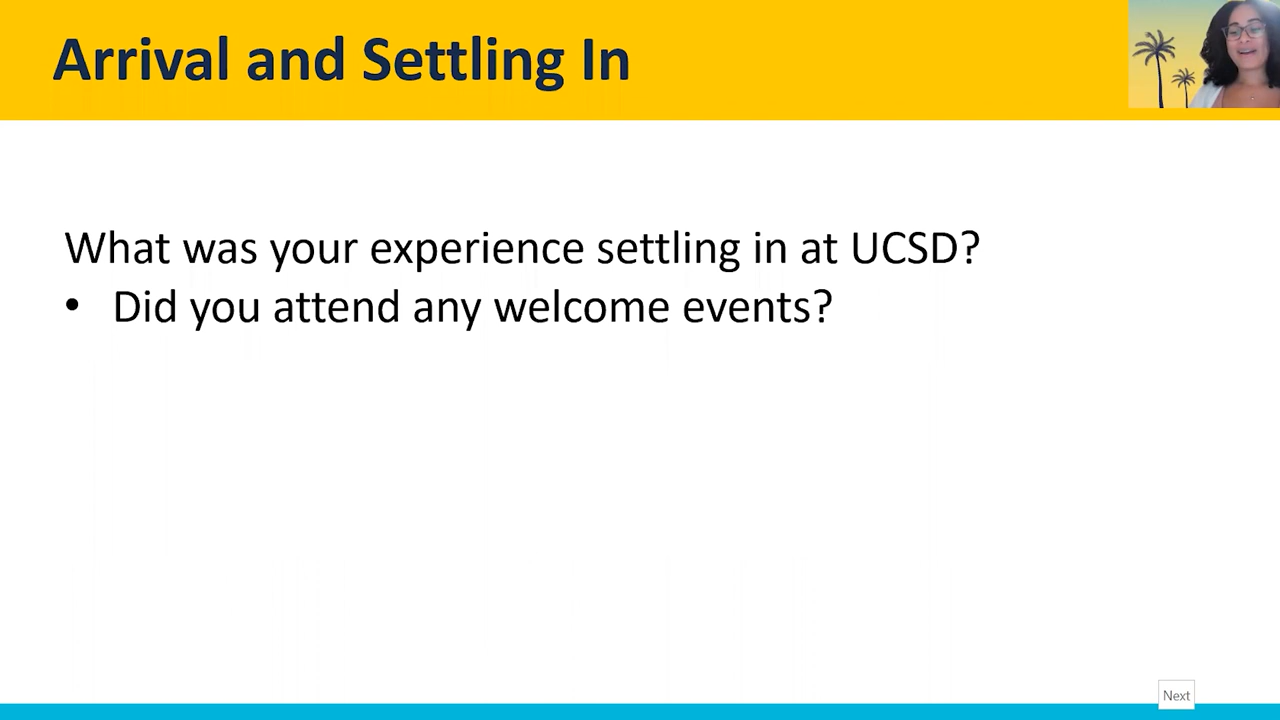 Arrival and Settling In
What was your experience settling in at UCSD?
• Did you attend any welcome events?
Next